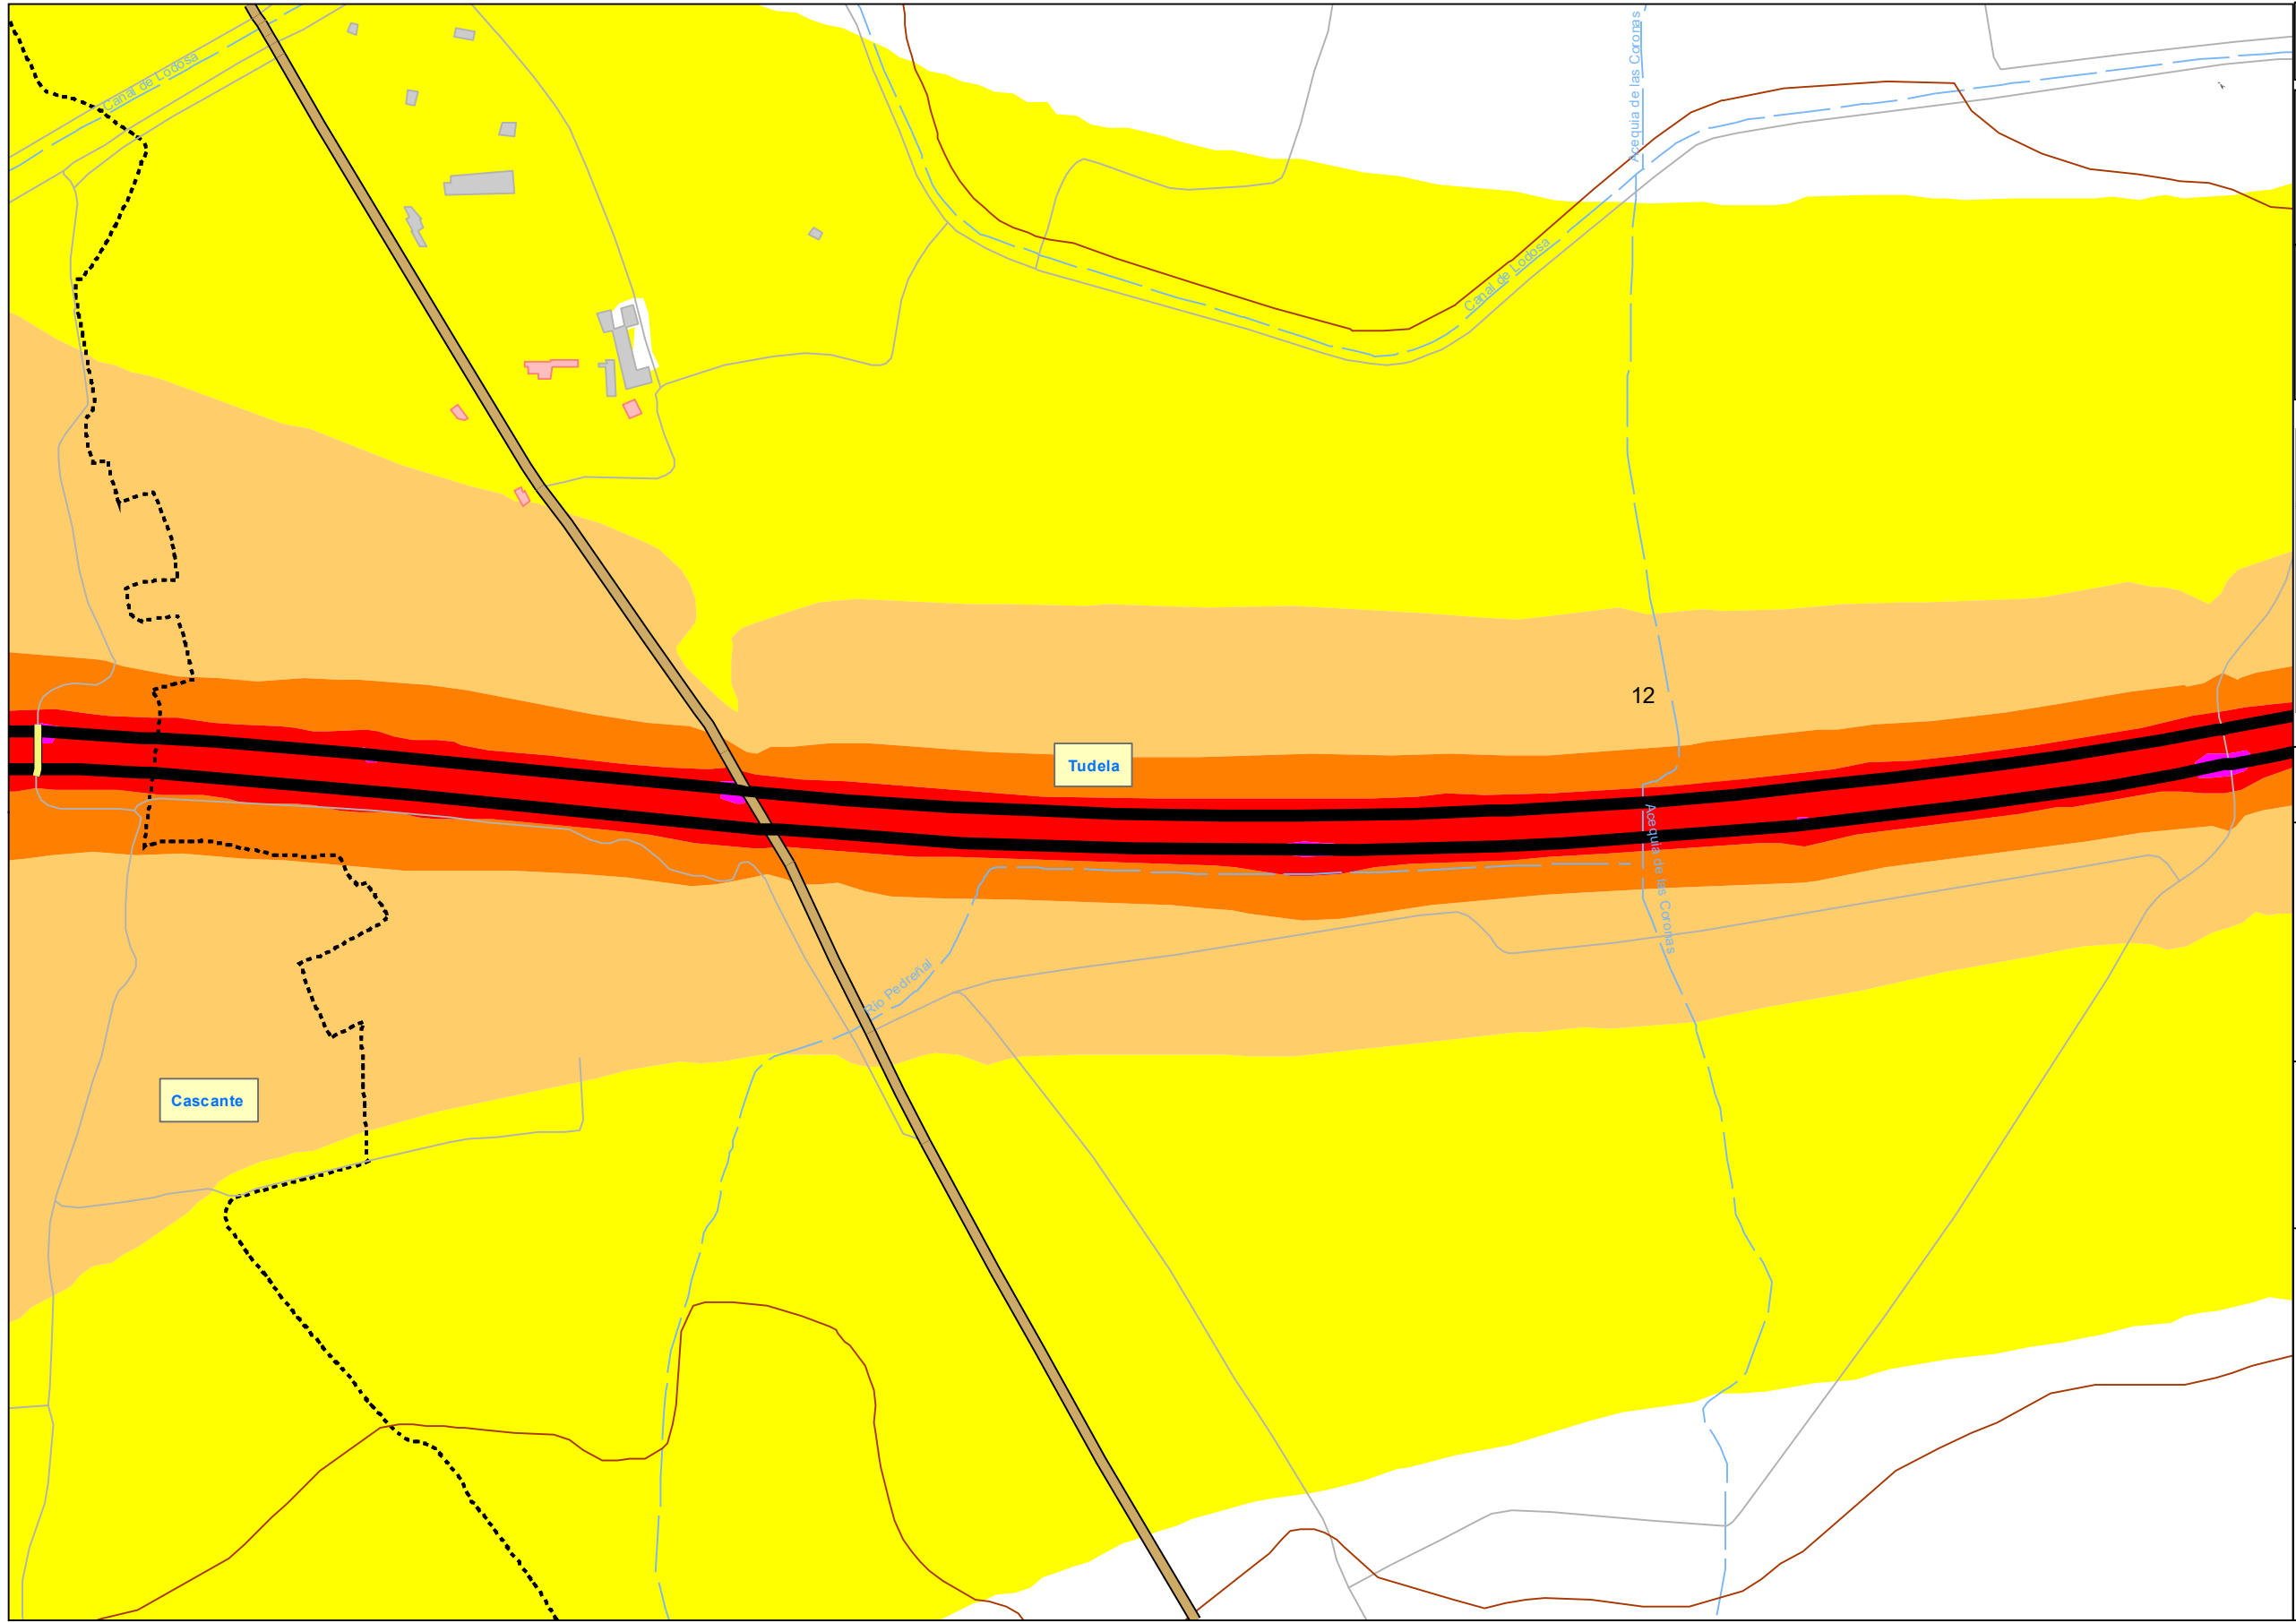 Canal de Lodosa
Acequia de las Coronas
Canal de Lodosa
12
Tudela
Acequia de las Coronas
Río Pedreñal
Cascante